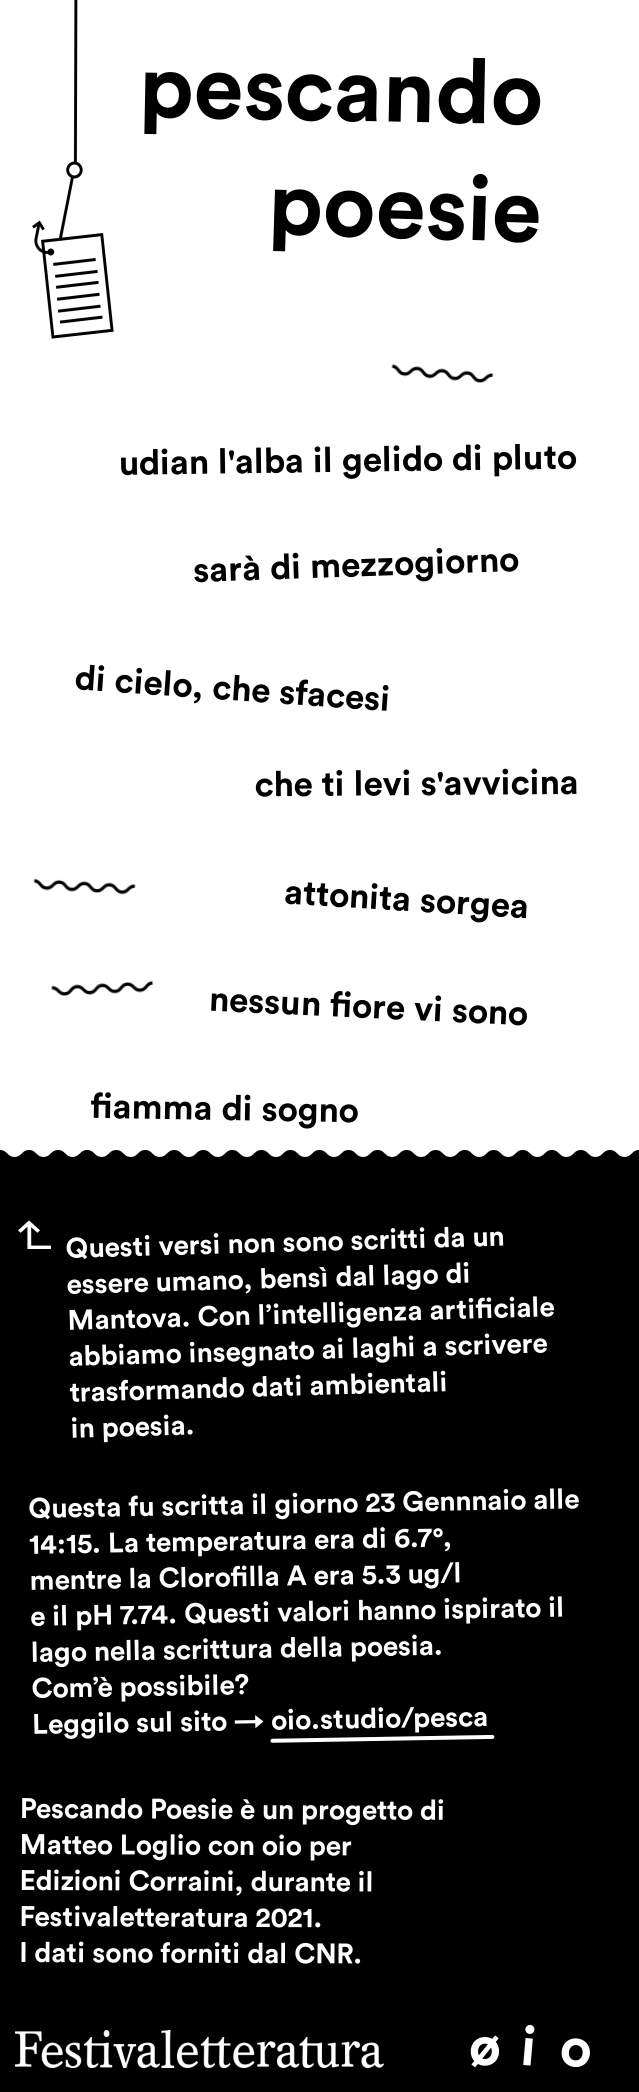 pescando
poesie
udian l'alba il gelido di pluto
sarà di mezzogiorno
di cielo, che sfacesi
che ti levi s'avvicina
attonita sorgea
nessun fiore vi sono
fiamma di sogno
Questi versi non sono scritti da un
essere umano, bensì dal lago di
Mantova. Con l’intelligenza artificiale
abbiamo insegnato ai laghi a scrivere
trasformando dati ambientali
in poesia.
Questa fu scritta il giorno 23 Gennnaio alle
14:15. La temperatura era di 6.7°,
mentre la Clorofilla A era 5.3 ug/l
e il pH 7.74. Questi valori hanno ispirato il
lago nella scrittura della poesia.
Com’è possibile?
Leggilo sul sito → oio.studio/pesca
Pescando Poesie è un progetto di
Matteo Loglio con oio per
Edizioni Corraini, durante il
Festivaletteratura 2021.
I dati sono forniti dal CNR.
Festivaletteratura ø i o